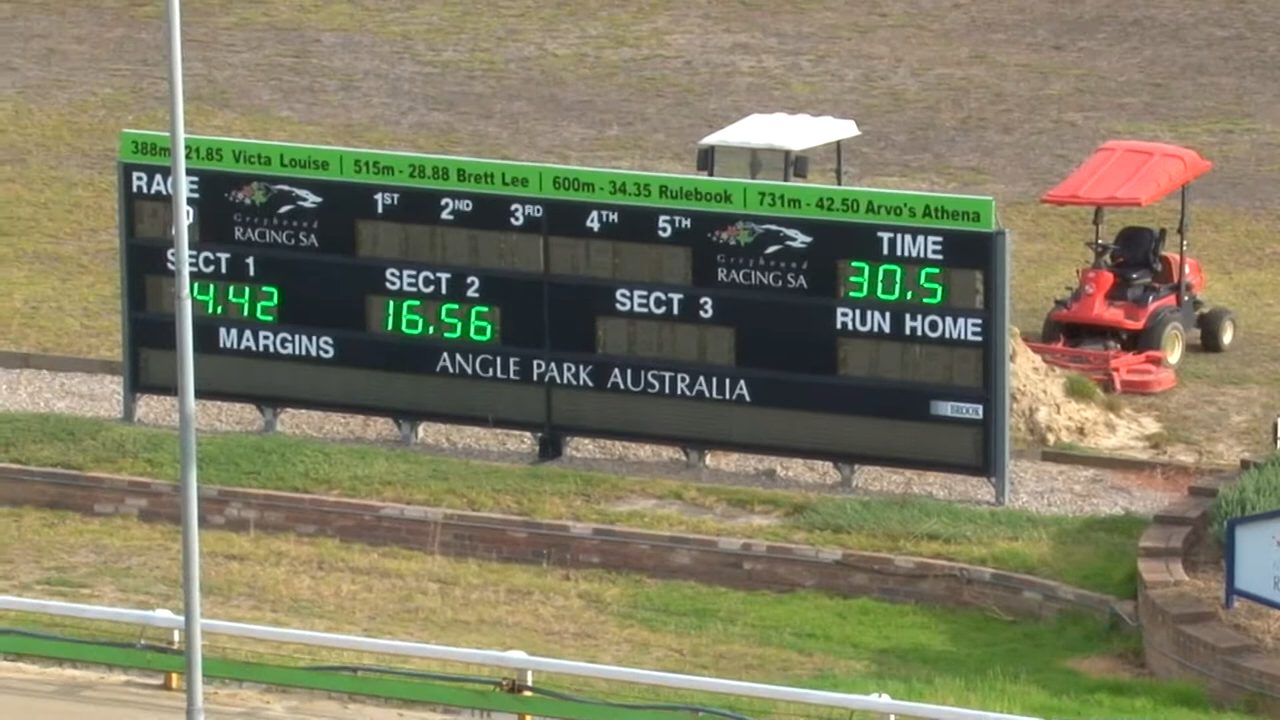 388m - 21.85 Victa Louise | 515m - 28.88 Brett Lee | 600m - 34.35 Rulebook | 731m - 42.50 Arvo's Athena
RACE
Greyhound
RACING SA
1ST 2ND 3RD 4TH 5TH
Greyhound
RACING SA
TIME
30.5
SECT 1
4.42
SECT 2
16.56
SECT 3
RUN HOME
MARGINS
ANGLE PARK AUSTRALIA
BROOK